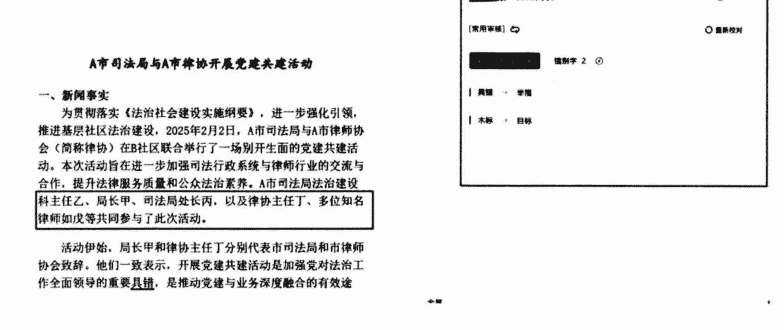 A市司法局与A市律协开展党建共建活动
一、新闻事实
为贯彻落实《法治社会建设实施纲要》，进一步强化引领，
推进基层社区法治建设，2025年2月2日，A市司法局与A市律师协
会（简称律协）在B社区联合举行了一场别开生面的党建共建活
动。本次活动旨在进一步加强司法行政系统与律师行业的交流与
合作，提升法律服务质量和公众法治素养。A市司法局法治建设
科主任乙、局长甲、司法局处长丙，以及律协主任丁、多位知名
律师如戊等共同参与了此次活动。
活动伊始，局长甲和律协主任丁分别代表市司法局和市律师
协会致辞。他们一致表示，开展党建共建活动是加强党对法治工
作全面领导的重要具错，是推动党建与业务深度融合的有效途
[常用审核]
重新校对
错别字 2
具错 → 举措
木标 → 目标